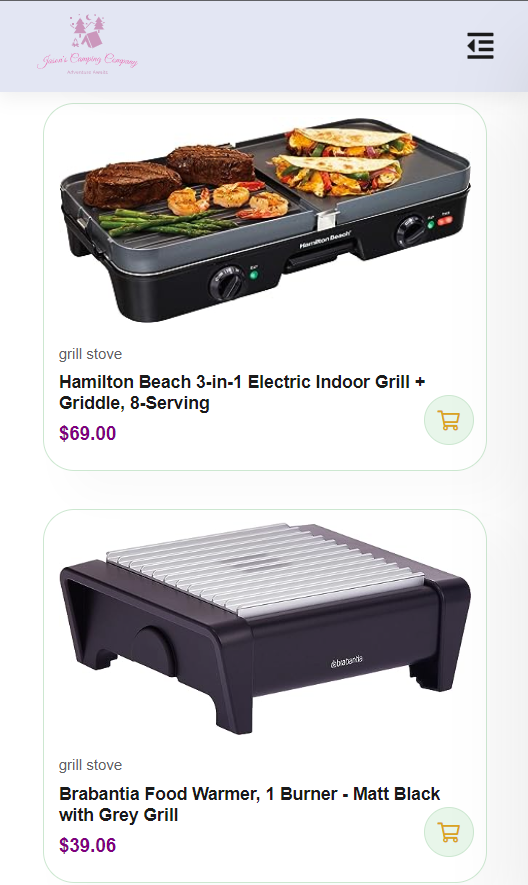 Jason's Camping Company
Adventure Awaits
Hamilton Beach
grill stove
Hamilton Beach 3-in-1 Electric Indoor Grill +
Griddle, 8-Serving
$69.00
brabantia
grill stove
Brabantia Food Warmer, 1 Burner - Matt Black
with Grey Grill
$39.06